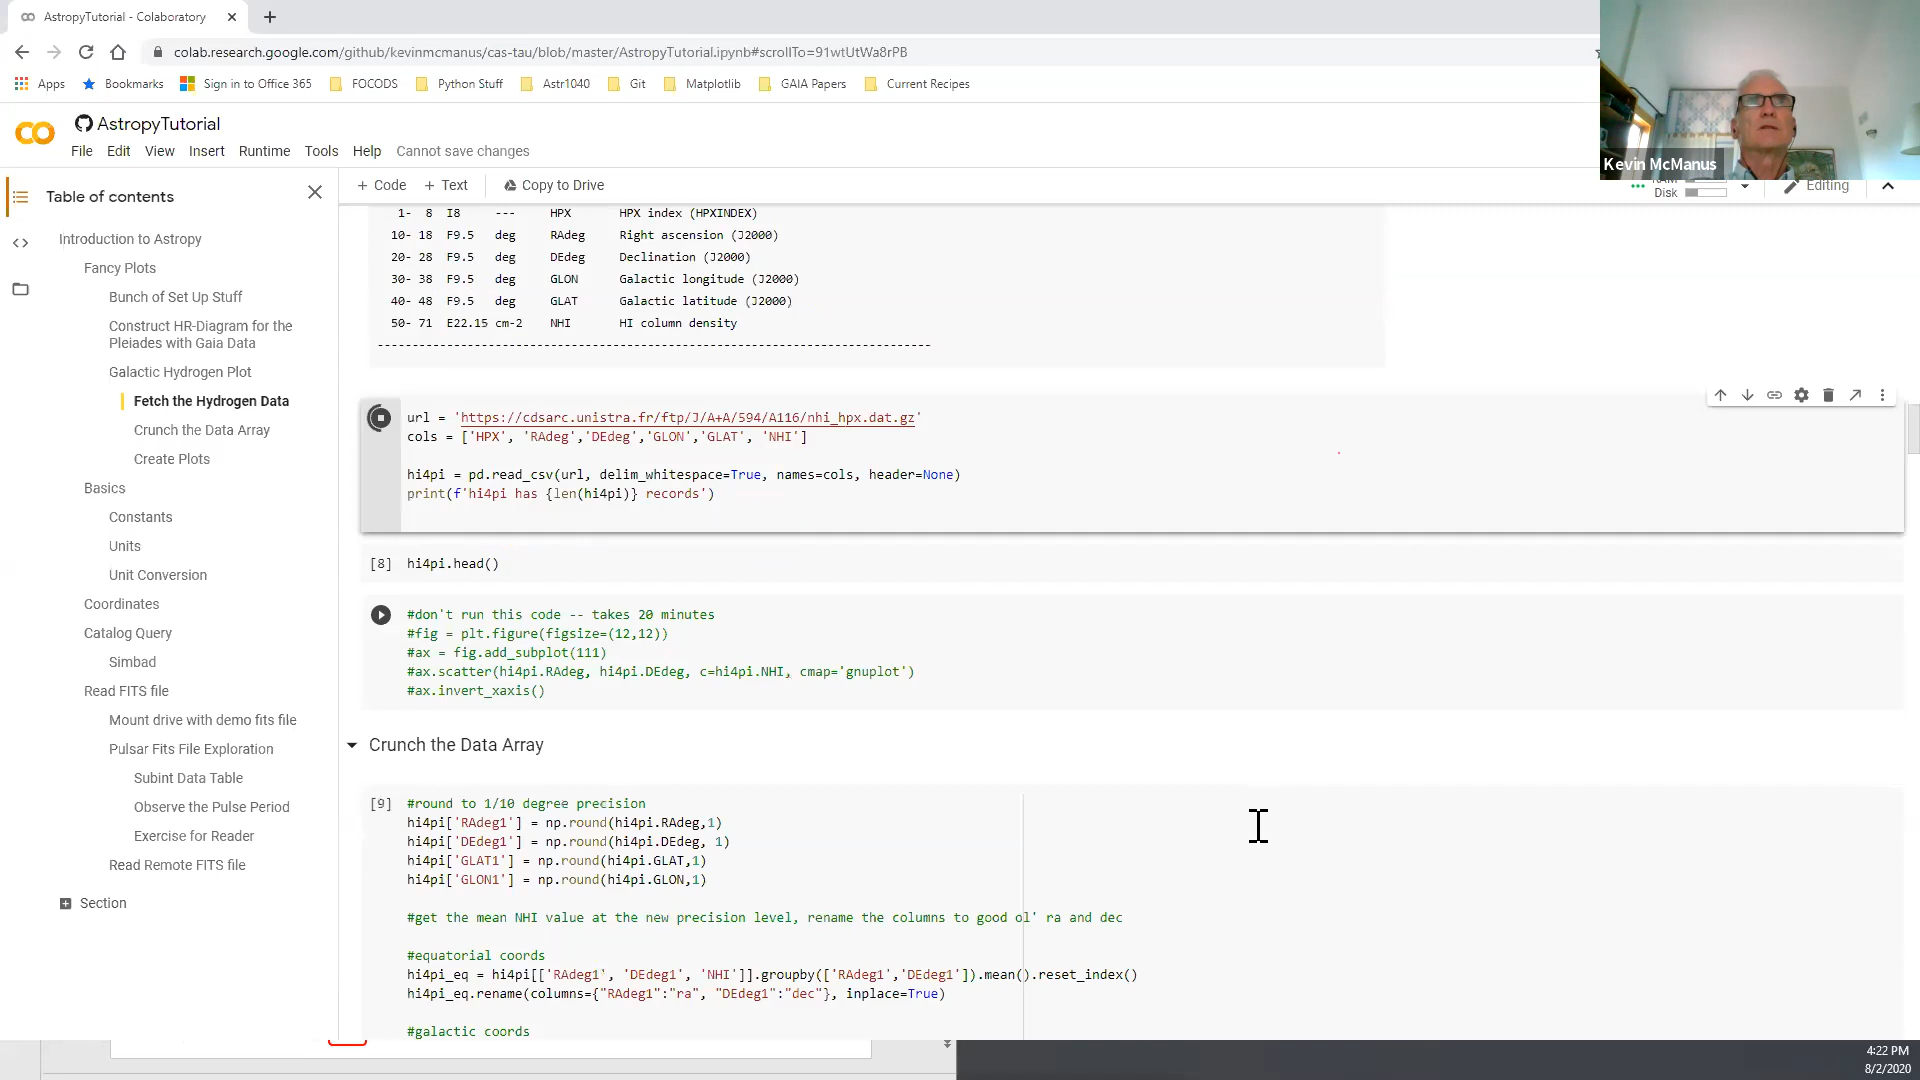 AstropyTutorial - Colaboratory
colab.research.google.com/github/kevinmcmanus/cas-tau/blob/master/AstropyTutorial.ipynb#scrollTo=91wtUtWa8rPB
Apps Bookmarks Sign in to Office 365 FOCODS Python Stuff Astr1040 Git Matplotlib GAIA Papers Current Recipes
Kevin McManus
AstropyTutorial
File Edit View Insert Runtime Tools Help Cannot save changes
+ Code + Text Copy to Drive
Disk
Editing
Table of contents
Introduction to Astropy
Fancy Plots
Bunch of Set Up Stuff
Construct HR-Diagram for the
Pleiades with Gaia Data
Galactic Hydrogen Plot
Fetch the Hydrogen Data
Crunch the Data Array
Create Plots
Basics
Constants
Units
Unit Conversion
Coordinates
Catalog Query
Simbad
Read FITS file
Mount drive with demo fits file
Pulsar Fits File Exploration
Subint Data Table
Observe the Pulse Period
Exercise for Reader
Read Remote FITS file
Section
1- 8 I8 --- HPX HPX index (HPXINDEX)
10- 18 F9.5 deg RAdeg Right ascension (J2000)
20- 28 F9.5 deg DEdeg Declination (J2000)
30- 38 F9.5 deg GLON Galactic longitude (J2000)
40- 48 F9.5 deg GLAT Galactic latitude (J2000)
50- 71 E22.15 cm-2 NHI HI column density
--------------------------------------------------------------------------------
url = 'https://cdsarc.unistra.fr/ftp/J/A+A/594/A116/nhi_hpx.dat.gz'
cols = ['HPX', 'RAdeg','DEdeg','GLON','GLAT', 'NHI']
hi4pi = pd.read_csv(url, delim_whitespace=True, names=cols, header=None)
print(f'hi4pi has {len(hi4pi)} records')
[8] hi4pi.head()
#don't run this code -- takes 20 minutes
#fig = plt.figure(figsize=(12,12))
#ax = fig.add_subplot(111)
#ax.scatter(hi4pi.RAdeg, hi4pi.DEdeg, c=hi4pi.NHI, cmap='gnuplot')
#ax.invert_xaxis()
Crunch the Data Array
[9] #round to 1/10 degree precision
hi4pi['RAdeg1'] = np.round(hi4pi.RAdeg,1)
hi4pi['DEdeg1'] = np.round(hi4pi.DEdeg, 1)
hi4pi['GLAT1'] = np.round(hi4pi.GLAT,1)
hi4pi['GLON1'] = np.round(hi4pi.GLON,1)
#get the mean NHI value at the new precision level, rename the columns to good ol' ra and dec
#equatorial coords
hi4pi_eq = hi4pi[['RAdeg1', 'DEdeg1', 'NHI']].groupby(['RAdeg1','DEdeg1']).mean().reset_index()
hi4pi_eq.rename(columns={"RAdeg1":"ra", "DEdeg1":"dec"}, inplace=True)
#galactic coords
4:22 PM
8/2/2020